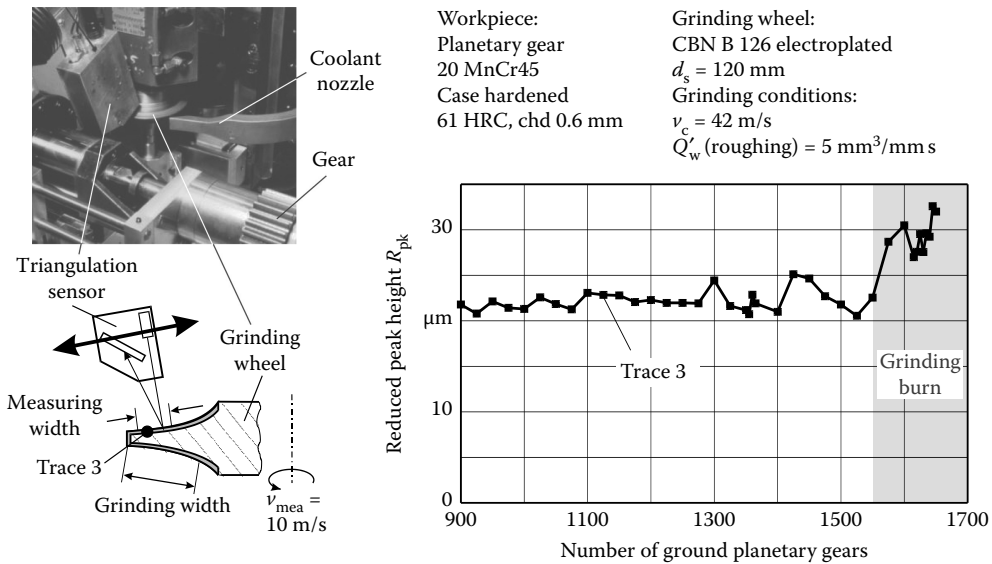 Workpiece:
Planetary gear
20 MnCr45
Case hardened
61 HRC, chd 0.6 mm
Grinding wheel:
CBN B 126 electroplated
dₛ = 120 mm
Grinding conditions:
v_c = 42 m/s
Q′_w (roughing) = 5 mm³/mm s
Coolant
nozzle
Gear
Triangulation
sensor
Grinding
wheel
Measuring
width
Trace 3
Grinding width
v_mea =
10 m/s
Reduced peak height R_pk
30
μm
10
0
Trace 3
Grinding
burn
900
1100
1300
1500
1700
Number of ground planetary gears